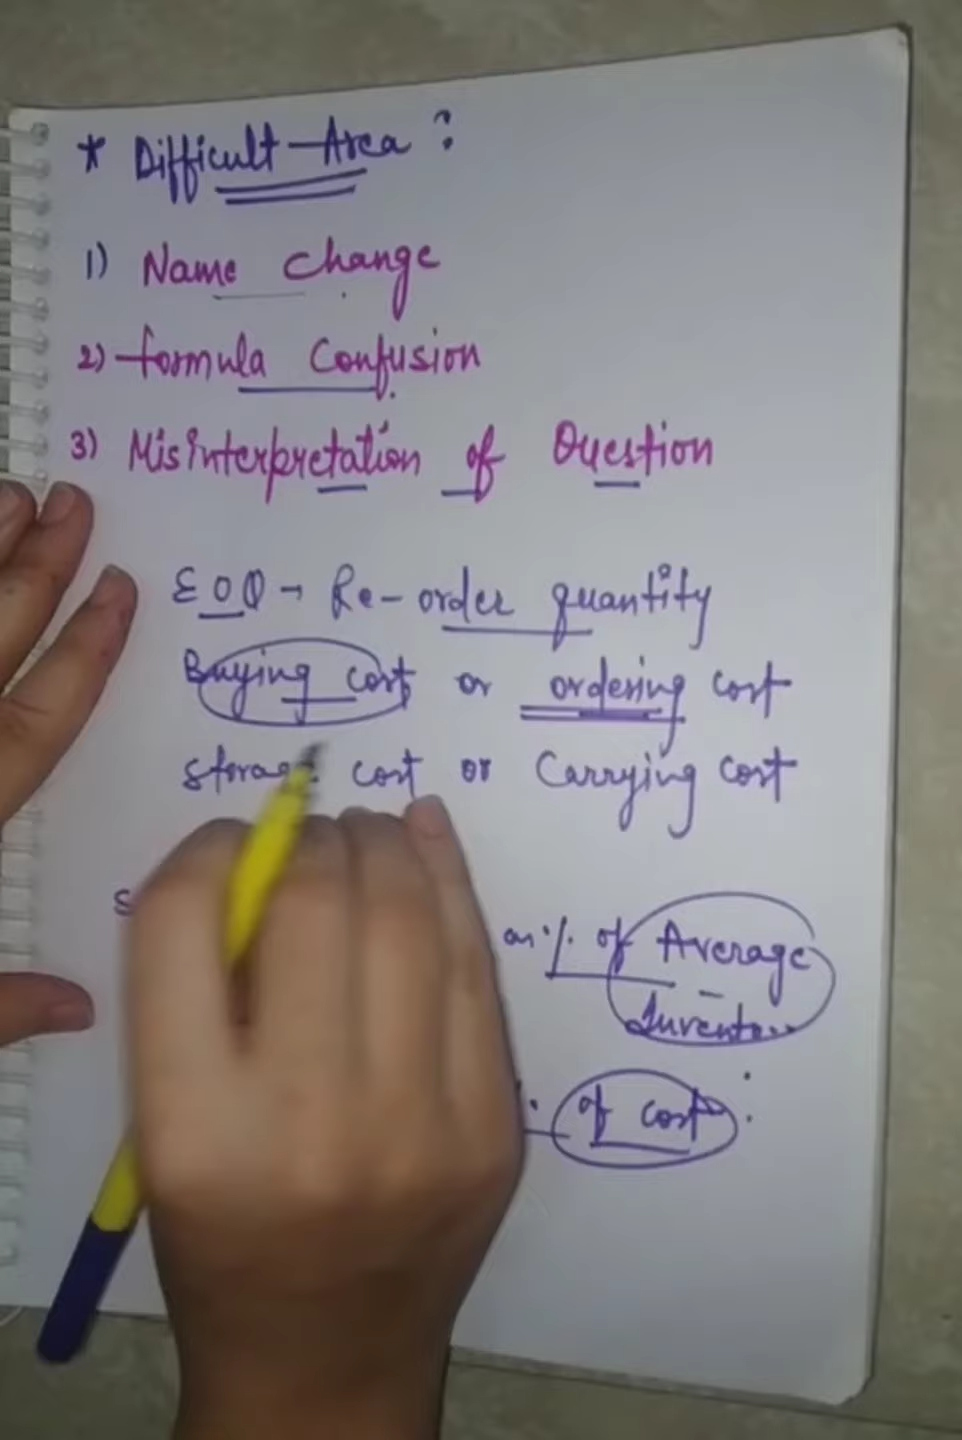 * Difficult Area :
1) Name Change
2) formula Confusion
3) Misinterpretation of Question
EOQ → Re-order quantity
Buying cost or ordering cost
Storage cost or Carrying cost
as % of Average
Inventory
of cost